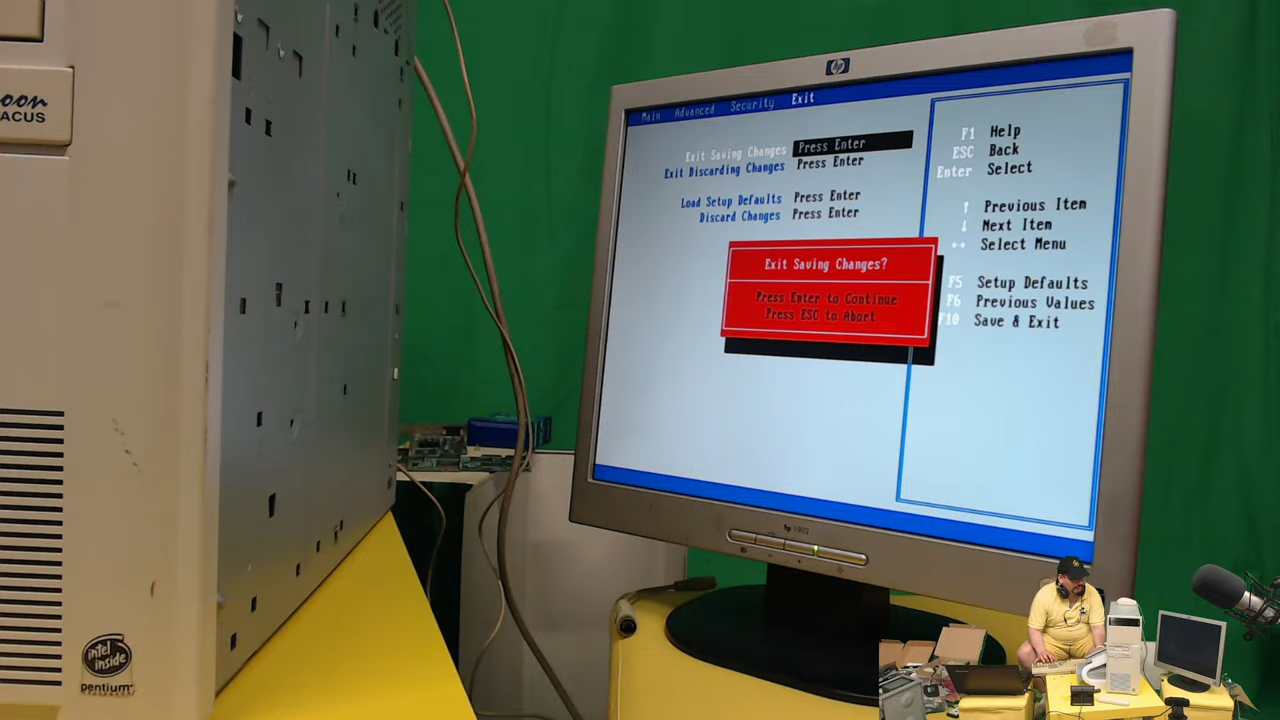 oon
ACUS
intel
inside
pentium
hp
Main Advanced Security Exit
Exit Saving Changes Press Enter
Exit Discarding Changes Press Enter
Load Setup Defaults Press Enter
Discard Changes Press Enter
Exit Saving Changes?
Press Enter to Continue
Press ESC to Abort
F1 Help
ESC Back
Enter Select
↑ Previous Item
↓ Next Item
↔ Select Menu
F5 Setup Defaults
F6 Previous Values
F10 Save & Exit
hp 1902